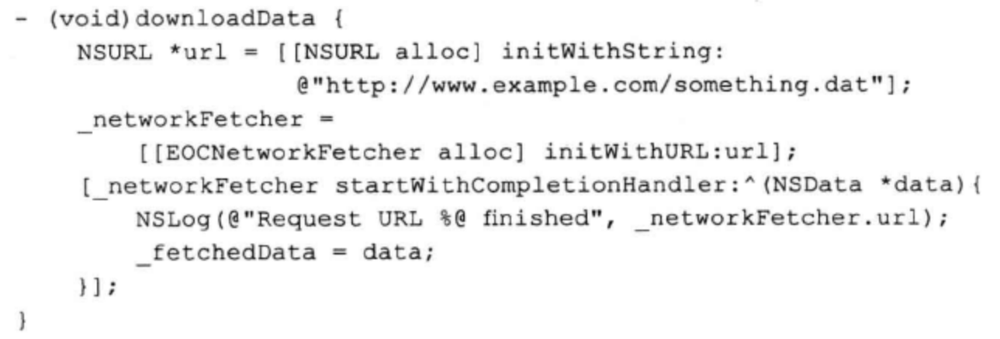 - (void)downloadData {
NSURL *url = [[NSURL alloc] initWithString:
@"http://www.example.com/something.dat"];
_networkFetcher =
[[EOCNetworkFetcher alloc] initWithURL:url];
[_networkFetcher startWithCompletionHandler:^(NSData *data){
NSLog(@"Request URL %@ finished", _networkFetcher.url);
_fetchedData = data;
}];
}